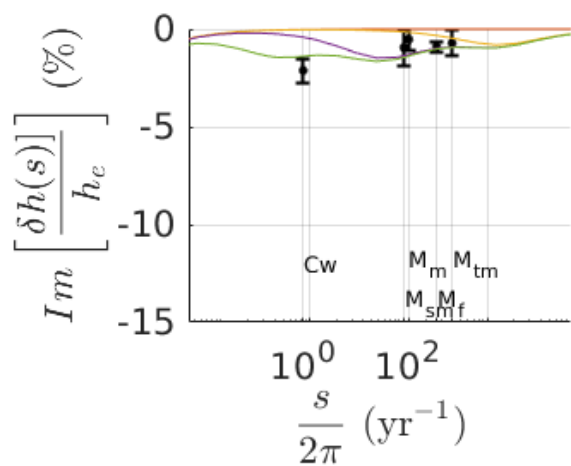 Im [δh(s)]/h_e (%)
0
-5
-10
-15
Cw
M_m M_tm
M_sm M_f
10^0 10^2
s/2π (yr^-1)